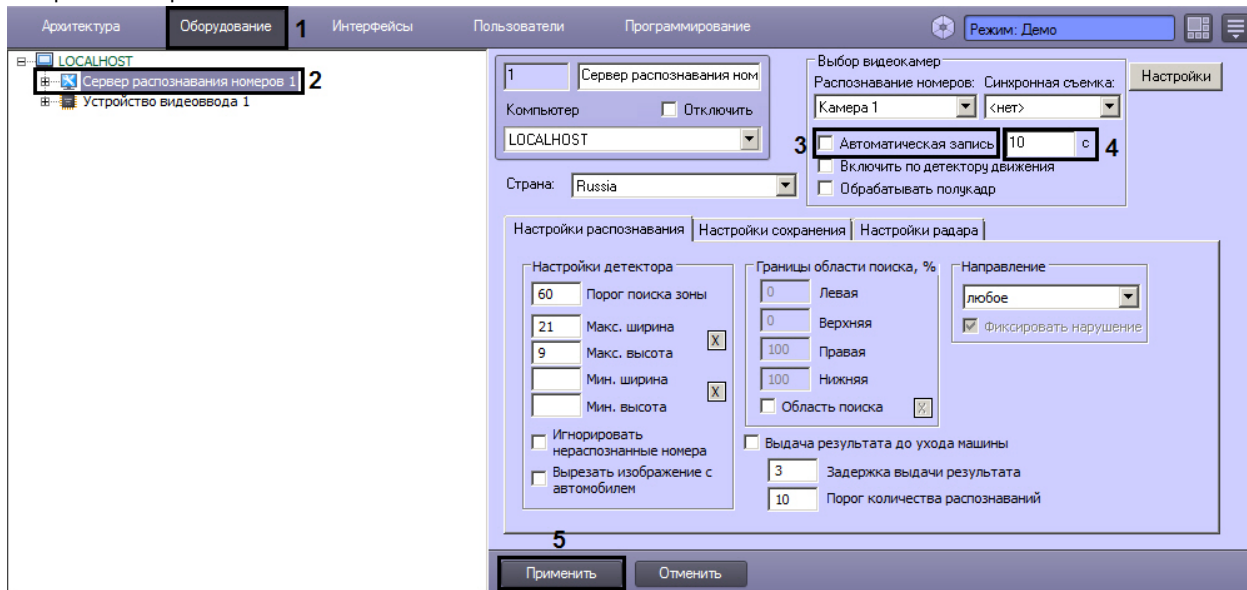 Архитектура Оборудование 1 Интерфейсы Пользователи Программирование Режим: Демо
LOCALHOST
Сервер распознавания номеров 1 2
Устройство видеоввода 1
1 Сервер распознавания ном
Компьютер Отключить
LOCALHOST
Страна: Russia
Выбор видеокамер
Распознавание номеров: Синхронная съемка:
Камера 1 <нет>
3 Автоматическая запись 10 с 4
Включить по детектору движения
Обрабатывать полукадр
Настройки
Настройки распознавания Настройки сохранения Настройки радара
Настройки детектора
60 Порог поиска зоны
21 Макс. ширина
X
9 Макс. высота
Мин. ширина
X
Мин. высота
Игнорировать
нераспознанные номера
Вырезать изображение с
автомобилем
Границы области поиска, %
0 Левая
0 Верхняя
100 Правая
100 Нижняя
Область поиска X
Направление
любое
Фиксировать нарушение
Выдача результата до ухода машины
3 Задержка выдачи результата
10 Порог количества распознаваний
5
Применить Отменить